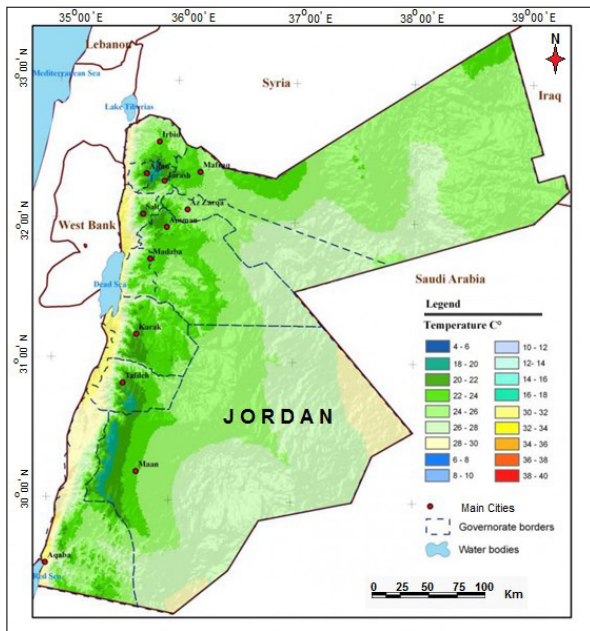 35°00' E
36°00' E
37°00' E
38°00' E
39°00' E
N
Lebanon
Mediterranean Sea
33°00' N
Syria
Iraq
Lake Tiberias
Irbid
Ajlun
Jarash
Mafraq
Salt
Az Zarqa
Amman
32°00' N
West Bank
Madaba
Dead Sea
Saudi Arabia
Karak
31°00' N
Tafileh
JORDAN
Maan
30°00' N
Aqaba
Red Sea
Legend
Temperature C°
4 - 6
18 - 20
20 - 22
22 - 24
24 - 26
26 - 28
28 - 30
6 - 8
8 - 10
10 - 12
12 - 14
14 - 16
16 - 18
30 - 32
32 - 34
34 - 36
36 - 38
38 - 40
Main Cities
Governorate borders
Water bodies
0 25 50 75 100
Km